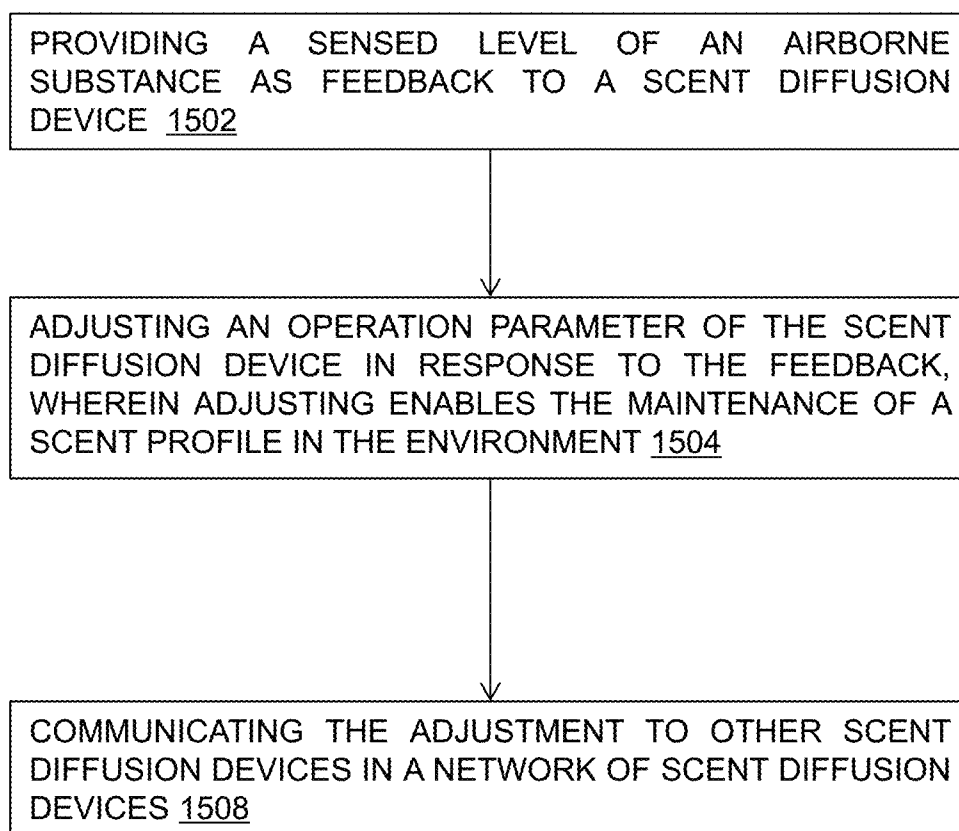 PROVIDING A SENSED LEVEL OF AN AIRBORNE
SUBSTANCE AS FEEDBACK TO A SCENT DIFFUSION
DEVICE 1502
ADJUSTING AN OPERATION PARAMETER OF THE SCENT
DIFFUSION DEVICE IN RESPONSE TO THE FEEDBACK,
WHEREIN ADJUSTING ENABLES THE MAINTENANCE OF A
SCENT PROFILE IN THE ENVIRONMENT 1504
COMMUNICATING THE ADJUSTMENT TO OTHER SCENT
DIFFUSION DEVICES IN A NETWORK OF SCENT DIFFUSION
DEVICES 1508